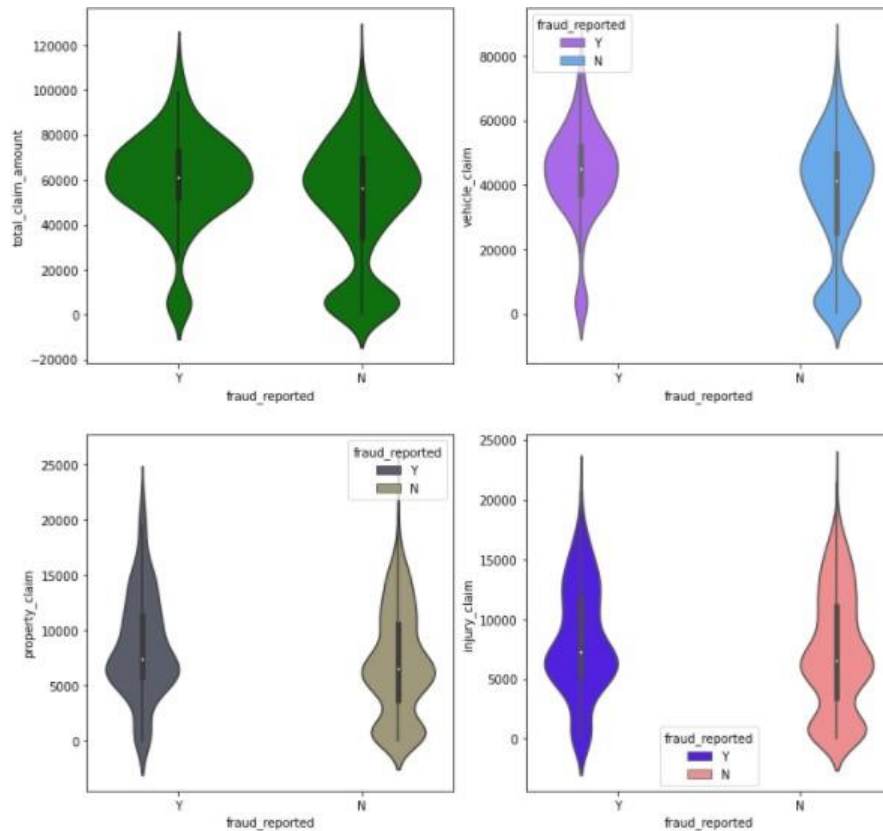 total_claim_amount
120000
100000
80000
60000
40000
20000
0
−20000
Y N
fraud_reported
vehicle_claim
80000
60000
40000
20000
0
fraud_reported
Y
N
Y N
fraud_reported
property_claim
25000
20000
15000
10000
5000
0
fraud_reported
Y
N
Y N
fraud_reported
injury_claim
25000
20000
15000
10000
5000
0
fraud_reported
Y
N
Y N
fraud_reported